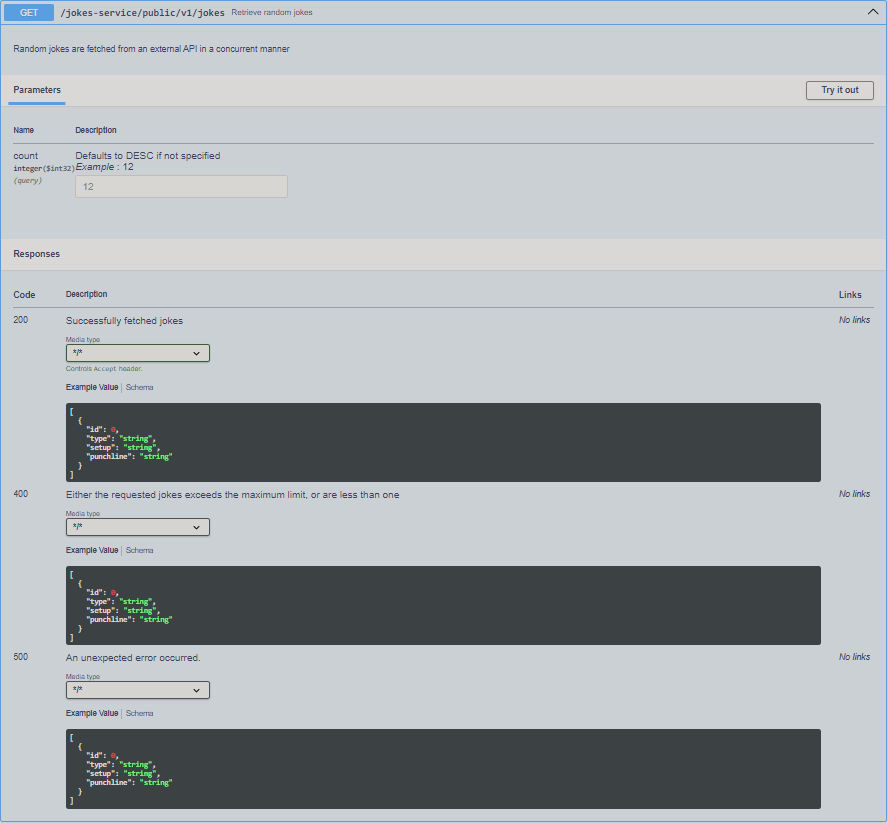 GET /jokes-service/public/v1/jokes Retrieve random jokes
Random jokes are fetched from an external API in a concurrent manner
Parameters Try it out
Name Description
count Defaults to DESC if not specified
integer($int32) Example : 12
(query)
12
Responses
Code Description Links
200 Successfully fetched jokes No links
Media type
*/*
Controls Accept header.
Example Value | Schema
[
{
"id": 0,
"type": "string",
"setup": "string",
"punchline": "string"
}
]
400 Either the requested jokes exceeds the maximum limit, or are less than one No links
Media type
*/*
Example Value | Schema
[
{
"id": 0,
"type": "string",
"setup": "string",
"punchline": "string"
}
]
500 An unexpected error occurred. No links
Media type
*/*
Example Value | Schema
[
{
"id": 0,
"type": "string",
"setup": "string",
"punchline": "string"
}
]